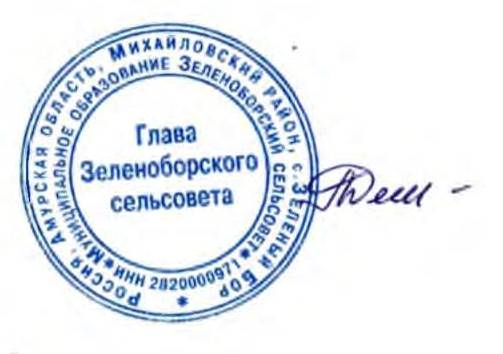 РОССИЯ, АМУРСКАЯ ОБЛАСТЬ, МИХАЙЛОВСКИЙ РАЙОН, с. ЗЕЛЕНЫЙ БОР *
МУНИЦИПАЛЬНОЕ ОБРАЗОВАНИЕ ЗЕЛЕНОБОРСКИЙ СЕЛЬСОВЕТ
* ИНН 2820000971 *
Глава
Зеленоборского
сельсовета